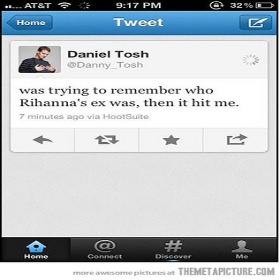 AT&T 9:17 PM 32%
Home Tweet
Daniel Tosh
@Danny_Tosh
was trying to remember who
Rihanna's ex was, then it hit me.
7 minutes ago via HootSuite
Home Connect Discover Me
more awesome pictures at THEMETAPICTURE.COM